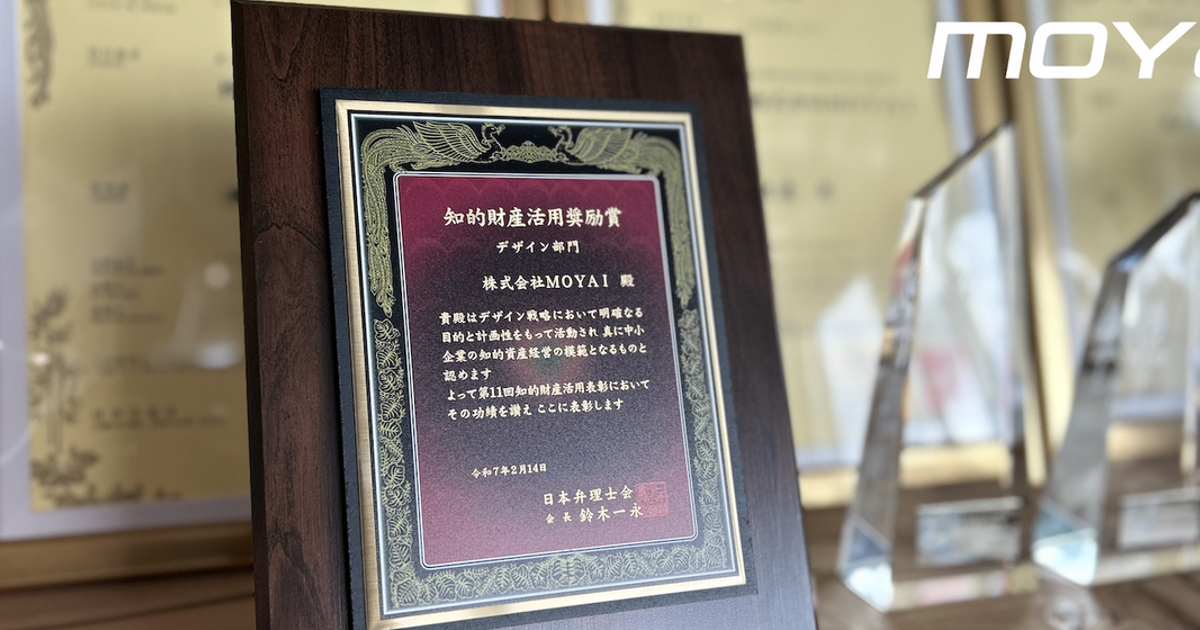 MOY
知的財産活用奨励賞
デザイン部門
株式会社MOYAI 殿
貴殿はデザイン戦略において明確なる
目的と計画性をもって活動され 真に中小
企業の知的資産経営の模範となるものと
認めます
よって第11回知的財産活用表彰において
その功績を讃え ここに表彰します
令和7年2月14日
日本弁理士会
会長 鈴木一永